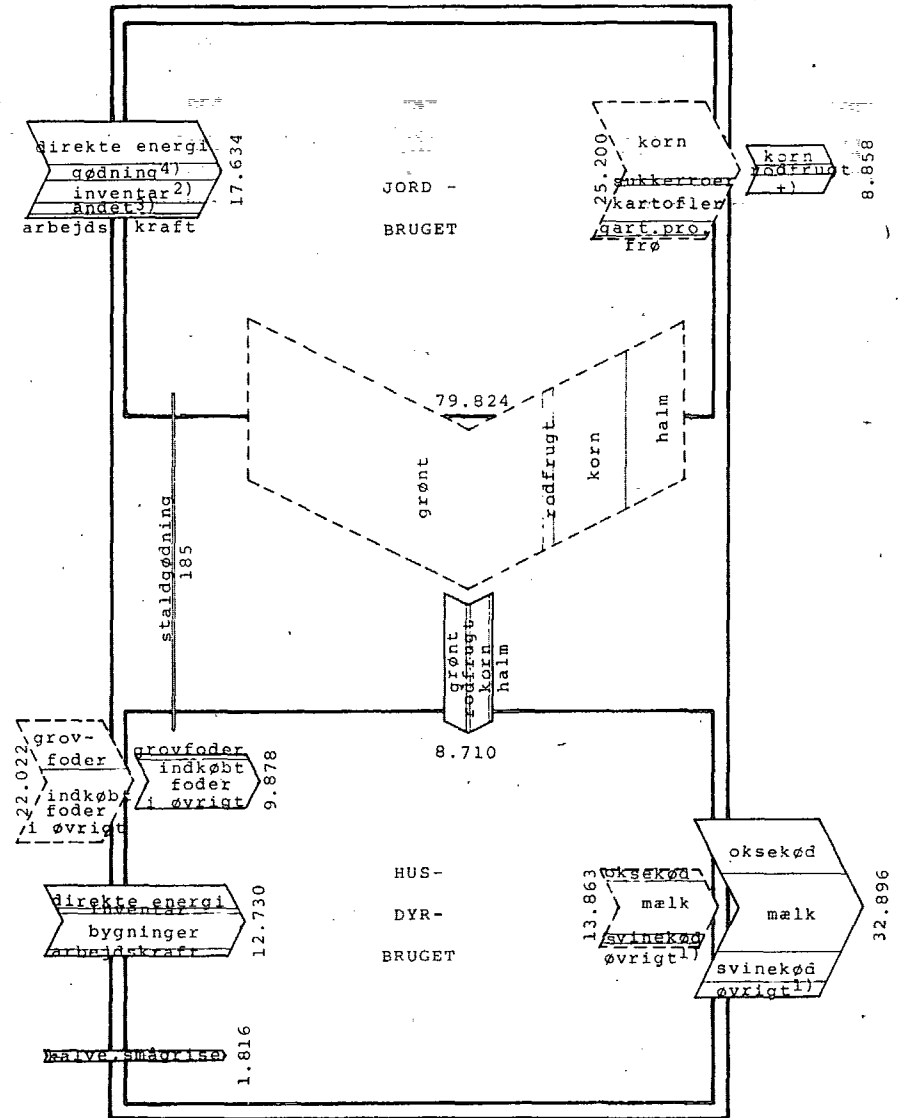 direkte energi
gødning4)
inventar2)
andet3)
arbejdskraft
17.634
JORD -
BRUGET
25.200
korn
sukkerroer
kartofler
gart.pro.
frø
korn
rodfrugt
+)
8.858
79.824
grønt
rodfrugt
korn
halm
staldgødning
185
grønt
rodfrugt
korn
halm
8.710
22.022
grov-
foder
indkøbt
foder
i øvrigt
grovfoder
indkøbt
foder
i øvrigt
9.878
direkte energi
inventar
bygninger
arbejdskraft
12.730
HUS-
DYR-
BRUGET
13.863
oksekød
mælk
svinekød
øvrigt1)
oksekød
mælk
svinekød
øvrigt1)
32.896
kalve,smågrise
1.816